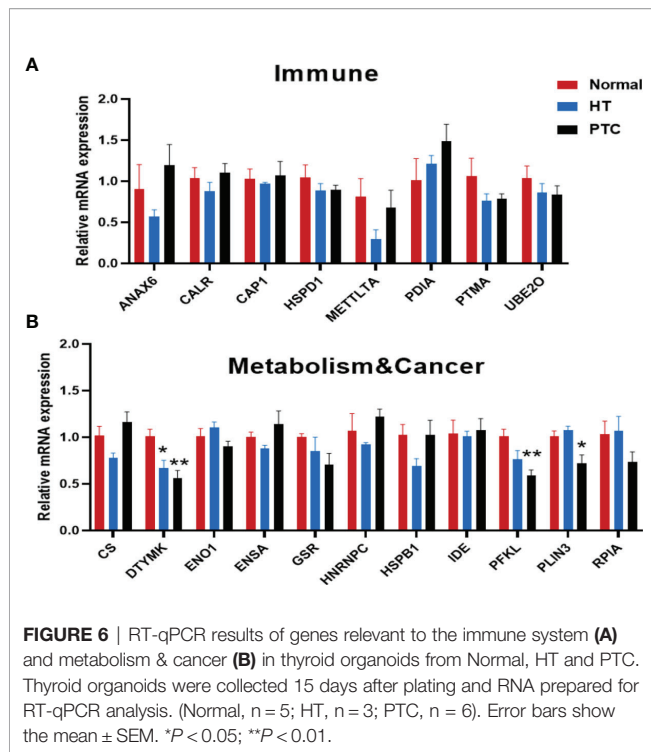 A
Immune
Normal
HT
PTC
Relative mRNA expression
2.0
1.5
1.0
0.5
0.0
ANAX6
CALR
CAP1
HSPD1
METTLTA
PDIA
PTMA
UBE2O
B
Metabolism&Cancer
Relative mRNA expression
2.0
1.5
1.0
0.5
0.0
*
**
**
*
CS
DTYMK
ENO1
ENSA
GSR
HNRNPC
HSPB1
IDE
PFKL
PLIN3
RPIA
FIGURE 6 | RT-qPCR results of genes relevant to the immune system (A)
and metabolism & cancer (B) in thyroid organoids from Normal, HT and PTC.
Thyroid organoids were collected 15 days after plating and RNA prepared for
RT-qPCR analysis. (Normal, n = 5; HT, n = 3; PTC, n = 6). Error bars show
the mean ± SEM. *P < 0.05; **P < 0.01.